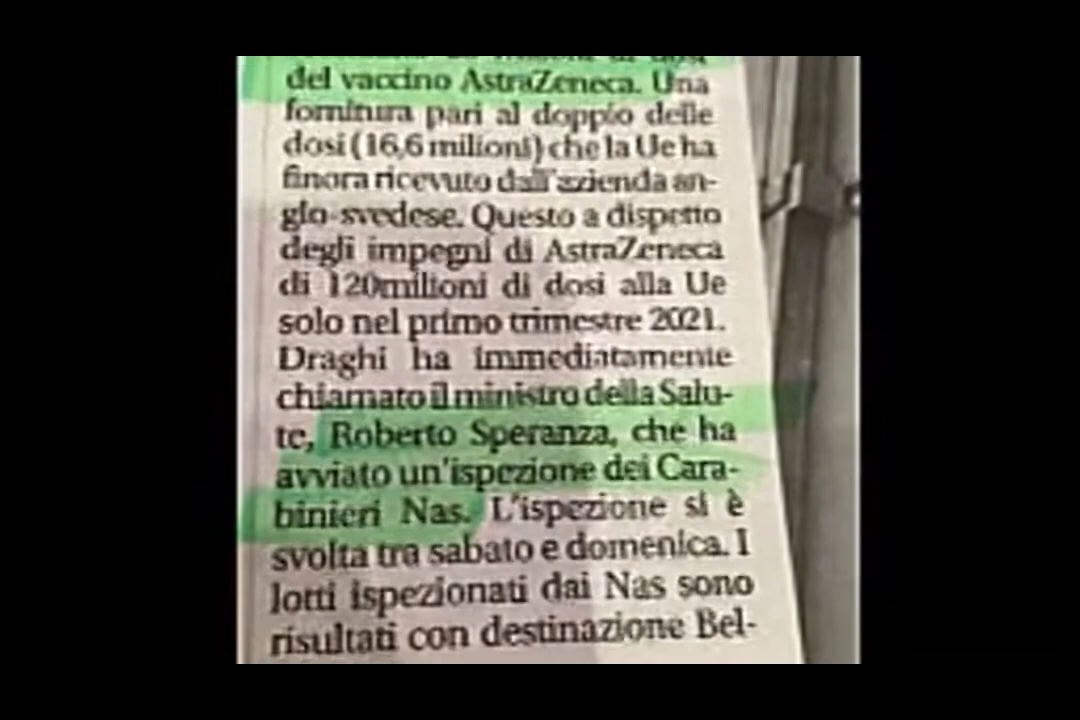 del vaccino AstraZeneca. Una
fornitura pari al doppio delle
dosi (16,6 milioni) che la Ue ha
finora ricevuto dall'azienda an-
glo-svedese. Questo a dispetto
degli impegni di AstraZeneca
di 120milioni di dosi alla Ue
solo nel primo trimestre 2021.
Draghi ha immediatamente
chiamato il ministro della Salu-
te, Roberto Speranza, che ha
avviato un'ispezione dei Cara-
binieri Nas. L'ispezione si è
svolta tra sabato e domenica. I
lotti ispezionati dai Nas sono
risultati con destinazione Bel-